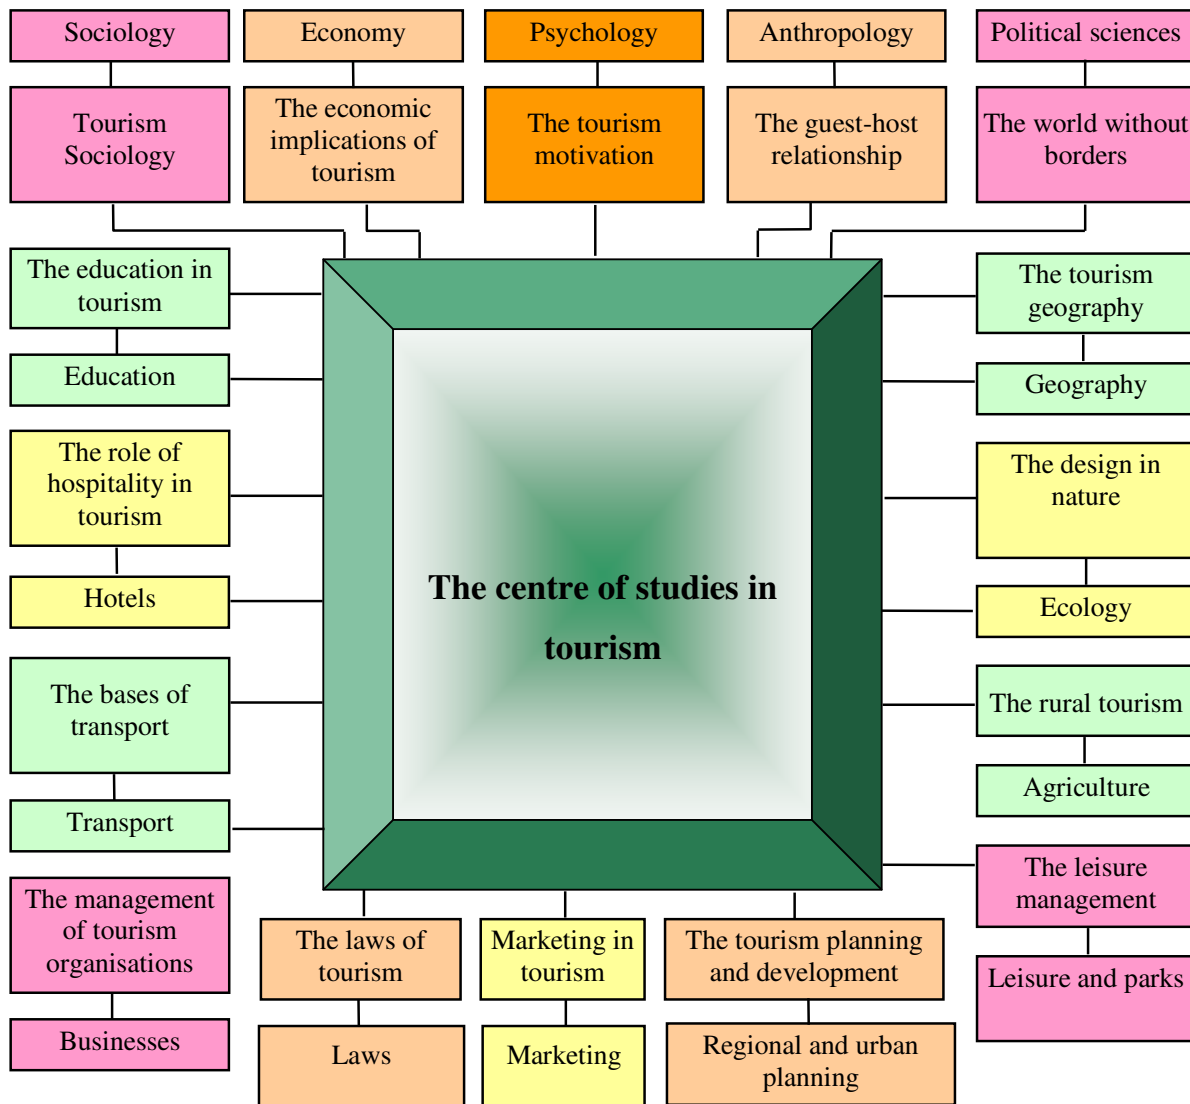 Sociology
Economy
Psychology
Anthropology
Political sciences
Tourism
Sociology
The economic
implications of
tourism
The tourism
motivation
The guest-host
relationship
The world without
borders
The education in
tourism
Education
The role of
hospitality in
tourism
Hotels
The bases of
transport
Transport
The management
of tourism
organisations
Businesses
The centre of studies in
tourism
The tourism
geography
Geography
The design in
nature
Ecology
The rural tourism
Agriculture
The leisure
management
Leisure and parks
The laws of
tourism
Laws
Marketing in
tourism
Marketing
The tourism planning
and development
Regional and urban
planning